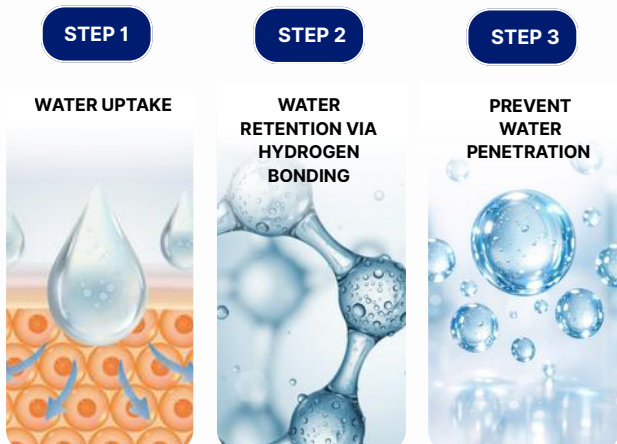 STEP 1
STEP 2
STEP 3
WATER UPTAKE
WATER
RETENTION VIA
HYDROGEN
BONDING
PREVENT
WATER
PENETRATION